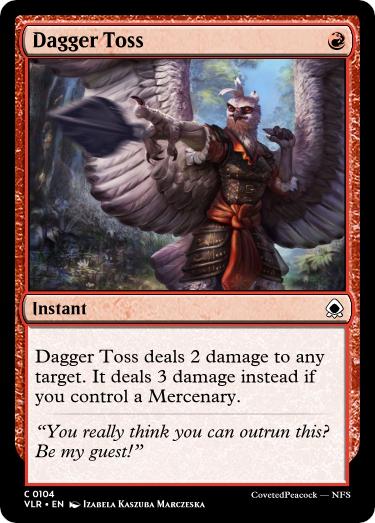 Dagger Toss
Instant
Dagger Toss deals 2 damage to any
target. It deals 3 damage instead if
you control a Mercenary.
“You really think you can outrun this?
Be my guest!”
C 0104
VLR • EN IZABELA KASZUBA MARCZESKA
CovetedPeacock — NFS